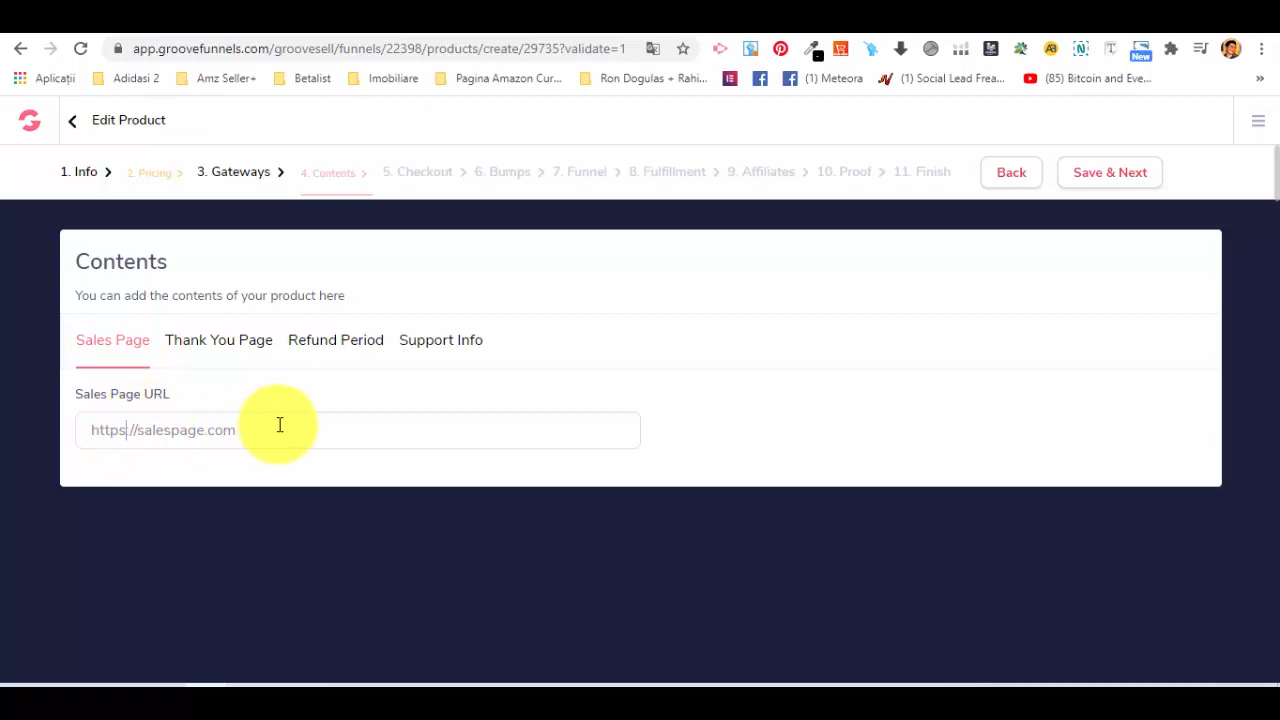 app.groovefunnels.com/groovesell/funnels/22398/products/create/29735?validate=1
New
Aplicații Adidasi 2 Amz Seller+ Betalist Imobiliare Pagina Amazon Cur... Ron Dogulas + Rahi... (1) Meteora (1) Social Lead Frea... (85) Bitcoin and Eve... »
Edit Product
1. Info 2. Pricing 3. Gateways 4. Contents 5. Checkout 6. Bumps 7. Funnel 8. Fulfillment 9. Affiliates 10. Proof 11. Finish Back Save & Next
Contents
You can add the contents of your product here
Sales Page Thank You Page Refund Period Support Info
Sales Page URL
https://salespage.com